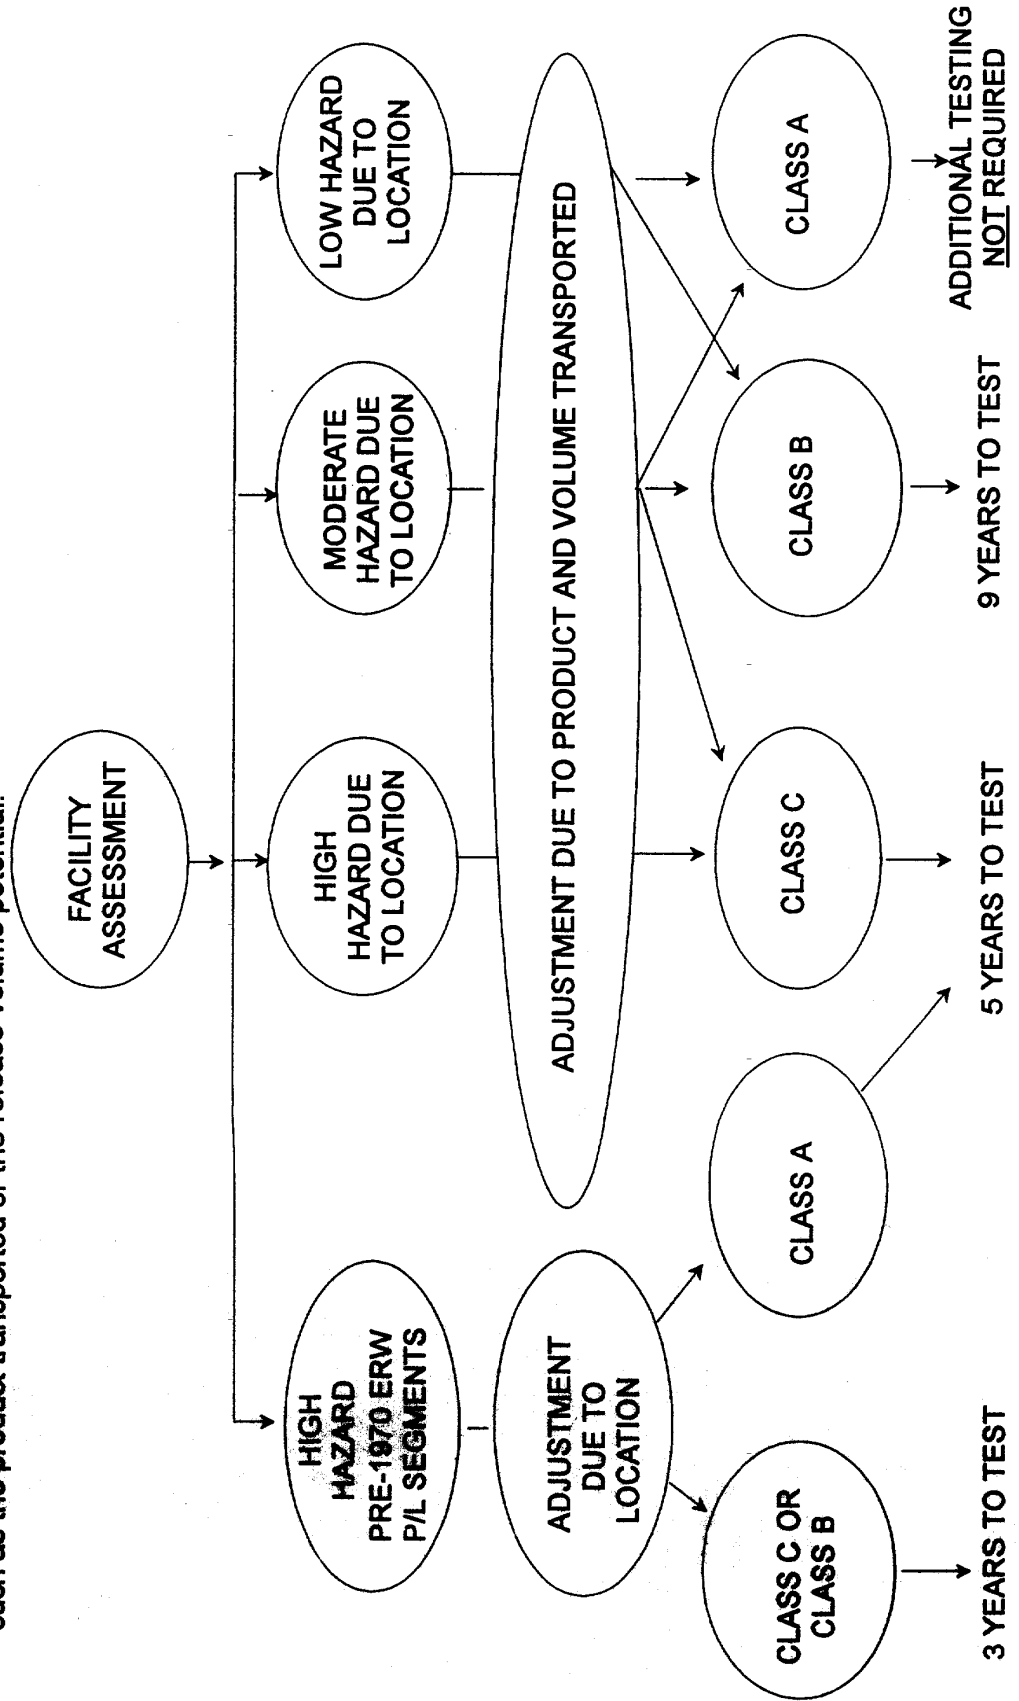 such as the product transported or the release volume potential.
FACILITY
ASSESSMENT
HIGH
HAZARD
PRE-1970 ERW
P/L SEGMENTS
HIGH
HAZARD DUE
TO LOCATION
MODERATE
HAZARD DUE
TO LOCATION
LOW HAZARD
DUE TO
LOCATION
ADJUSTMENT
DUE TO
LOCATION
ADJUSTMENT DUE TO PRODUCT AND VOLUME TRANSPORTED
CLASS C OR
CLASS B
CLASS A
CLASS C
CLASS B
CLASS A
3 YEARS TO TEST
5 YEARS TO TEST
9 YEARS TO TEST
ADDITIONAL TESTING
NOT REQUIRED